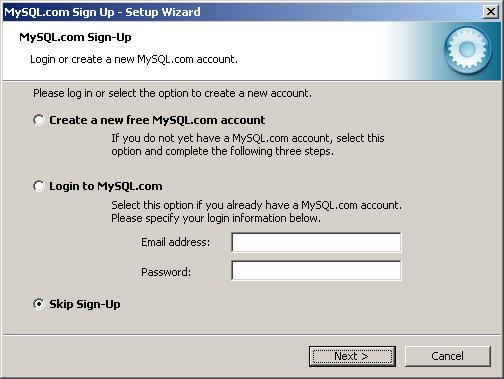 MySQL.com Sign Up - Setup Wizard
MySQL.com Sign-Up
Login or create a new MySQL.com account.
Please log in or select the option to create a new account.
Create a new free MySQL.com account
If you do not yet have a MySQL.com account, select this
option and complete the following three steps.
Login to MySQL.com
Select this option if you already have a MySQL.com account.
Please specify your login information below.
Email address:
Password:
Skip Sign-Up
Next >
Cancel